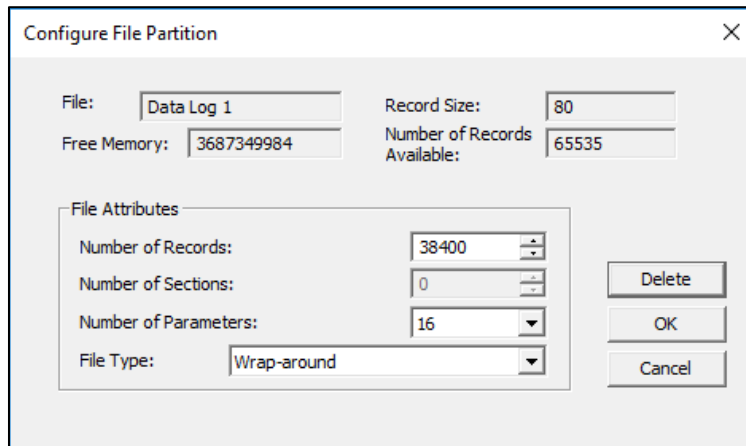 Configure File Partition
File: Data Log 1 Record Size: 80
Free Memory: 3687349984 Number of Records Available: 65535
File Attributes
Number of Records: 38400
Number of Sections: 0
Number of Parameters: 16
File Type: Wrap-around
Delete
OK
Cancel